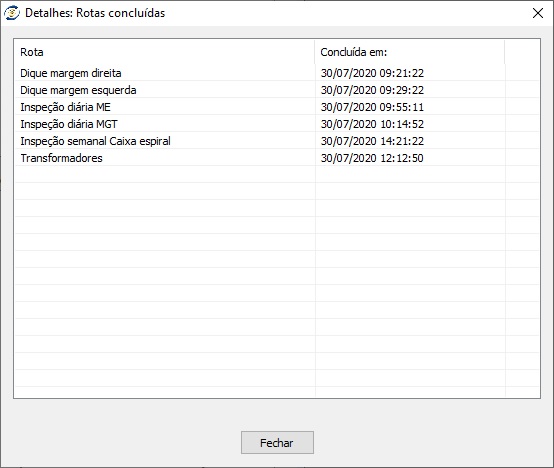 Detalhes: Rotas concluídas
Rota Concluída em:
Dique margem direita 30/07/2020 09:21:22
Dique margem esquerda 30/07/2020 09:29:22
Inspeção diária ME 30/07/2020 09:55:11
Inspeção diária MGT 30/07/2020 10:14:52
Inspeção semanal Caixa espiral 30/07/2020 14:21:22
Transformadores 30/07/2020 12:12:50
Fechar